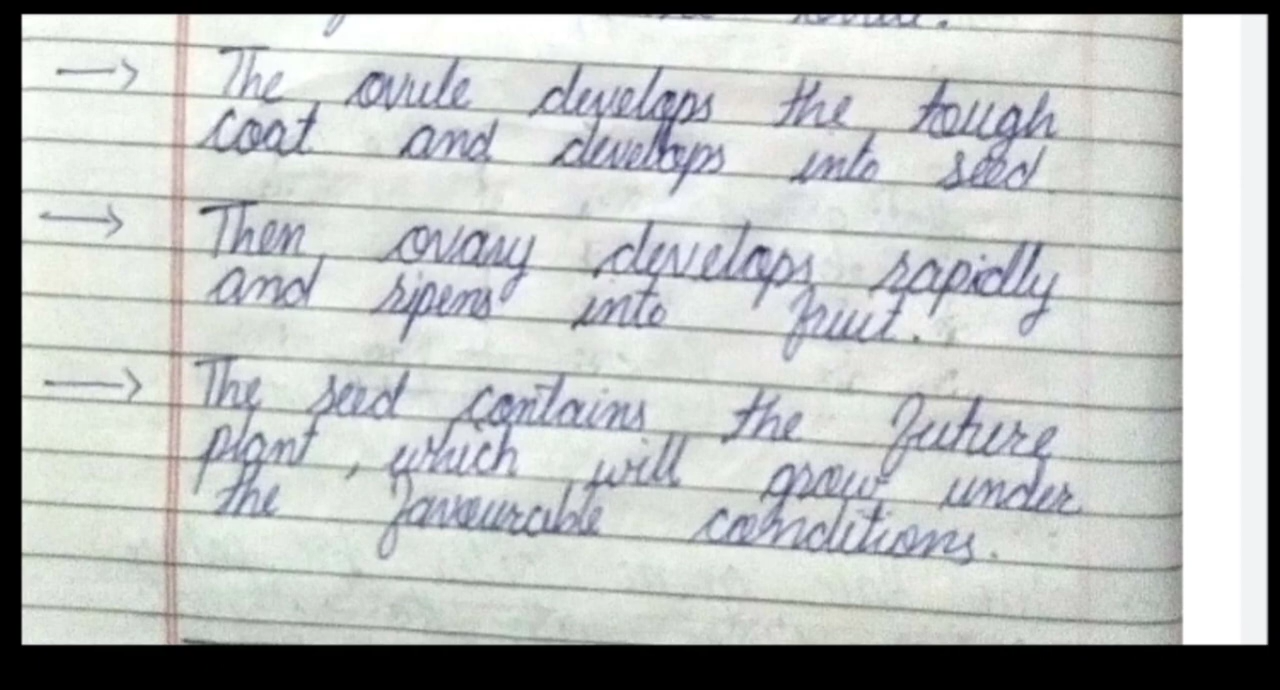 → The ovule develops the tough
coat and develops into seed
→ Then ovary develops rapidly
and ripens into fruit.
→ The seed contains the future
plant, which will grow under
the favourable conditions.